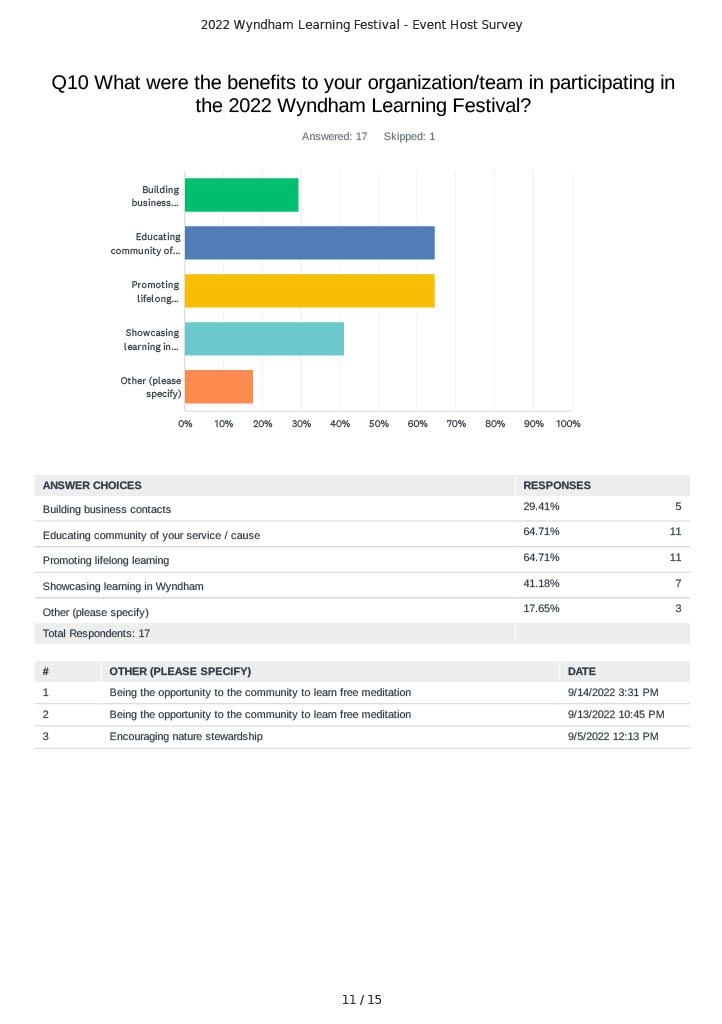 2022 Wyndham Learning Festival - Event Host Survey
Q10 What were the benefits to your organization/team in participating in
the 2022 Wyndham Learning Festival?
Answered: 17 Skipped: 1
Building
business...
Educating
community of...
Promoting
lifelong...
Showcasing
learning in...
Other (please
specify)
0% 10% 20% 30% 40% 50% 60% 70% 80% 90% 100%
ANSWER CHOICES RESPONSES
Building business contacts 29.41% 5
Educating community of your service / cause 64.71% 11
Promoting lifelong learning 64.71% 11
Showcasing learning in Wyndham 41.18% 7
Other (please specify) 17.65% 3
Total Respondents: 17
# OTHER (PLEASE SPECIFY) DATE
1 Being the opportunity to the community to learn free meditation 9/14/2022 3:31 PM
2 Being the opportunity to the community to learn free meditation 9/13/2022 10:45 PM
3 Encouraging nature stewardship 9/5/2022 12:13 PM
11 / 15